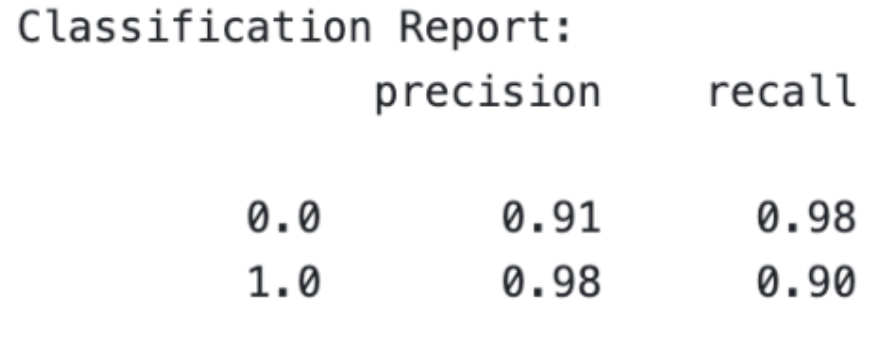 Classification Report:
precision recall
0.0 0.91 0.98
1.0 0.98 0.90